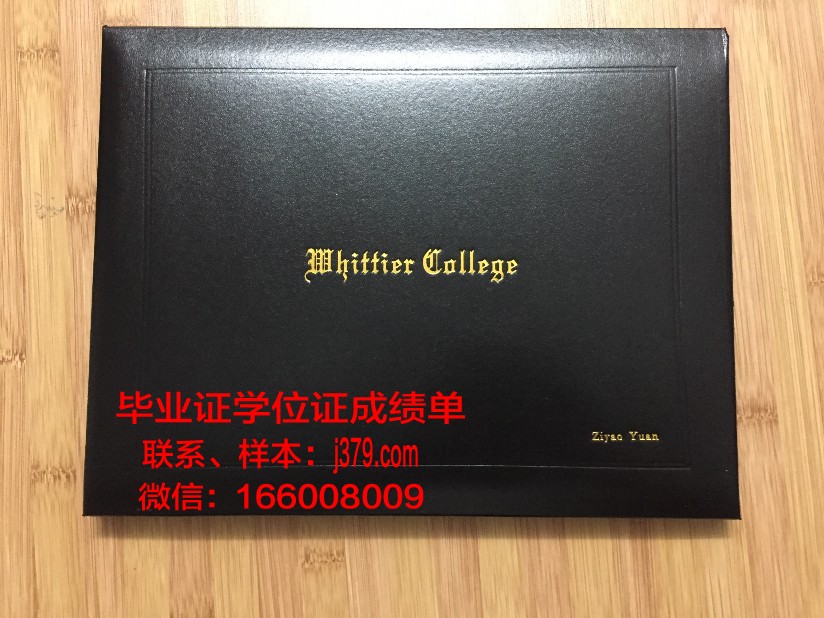 Whittier College
毕业证学位证成绩单
Ziyao Yuan
联系、样本：j379.com
微信：166008009